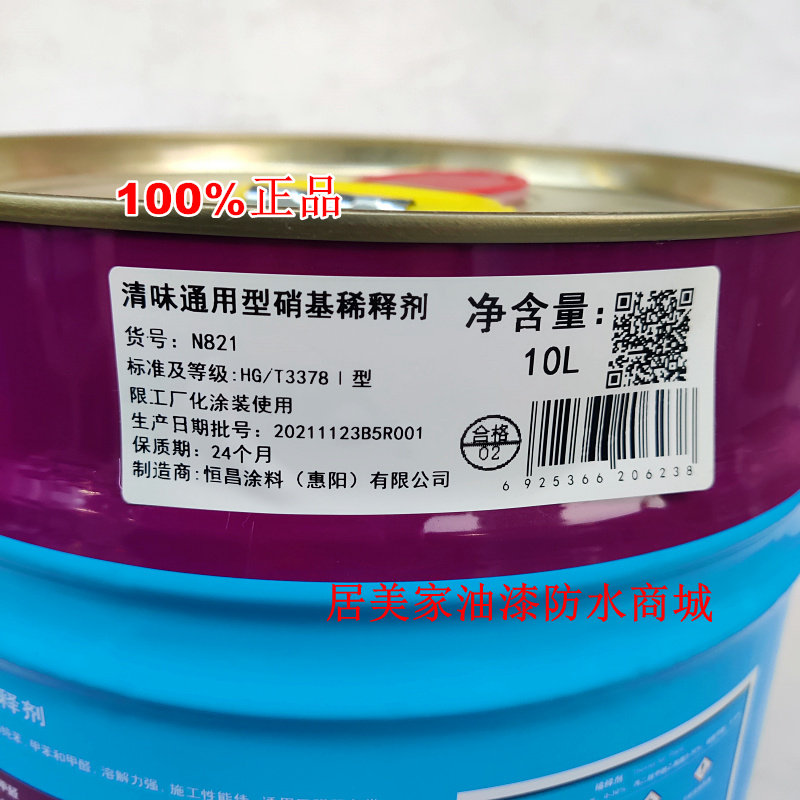 100%正品
清味通用型硝基稀释剂
净含量:
10L
货号: N821
标准及等级:HG/T3378 I 型
限工厂化涂装使用
生产日期批号: 20211123B5R001
保质期: 24个月
制造商: 恒昌涂料（惠阳）有限公司
合格
02
6925366206238
居美家油漆防水商城
释剂
甲苯和甲醛, 溶解力强, 施工性能佳
稀释剂